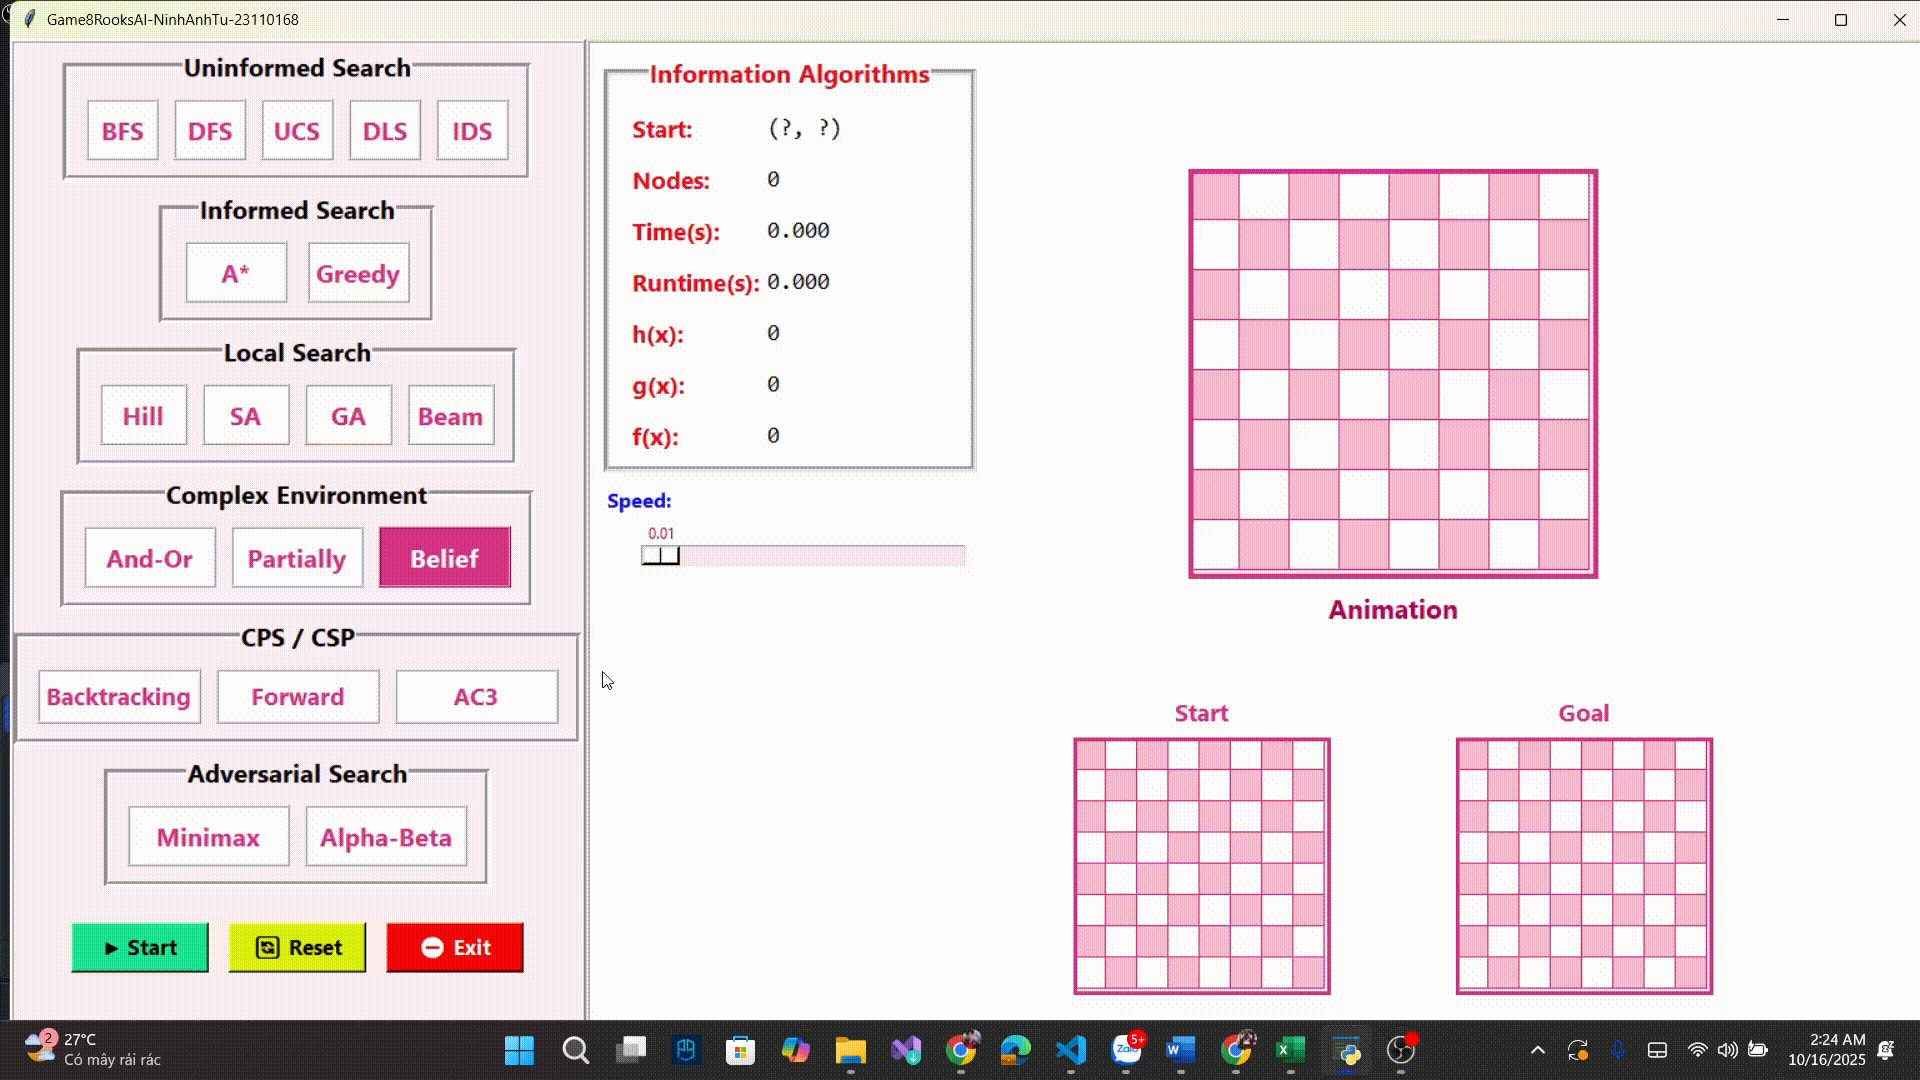 Game8RooksAI-NinhAnhTu-23110168
Uninformed Search
BFS DFS UCS DLS IDS
Informed Search
A* Greedy
Local Search
Hill SA GA Beam
Complex Environment
And-Or Partially Belief
CPS / CSP
Backtracking Forward AC3
Adversarial Search
Minimax Alpha-Beta
Start Reset Exit
Information Algorithms
Start: (?, ?)
Nodes: 0
Time(s): 0.000
Runtime(s): 0.000
h(x): 0
g(x): 0
f(x): 0
Speed:
0.01
Animation
Start Goal
2
27°C
Có mây rải rác
Zalo
5+
2:24 AM
10/16/2025